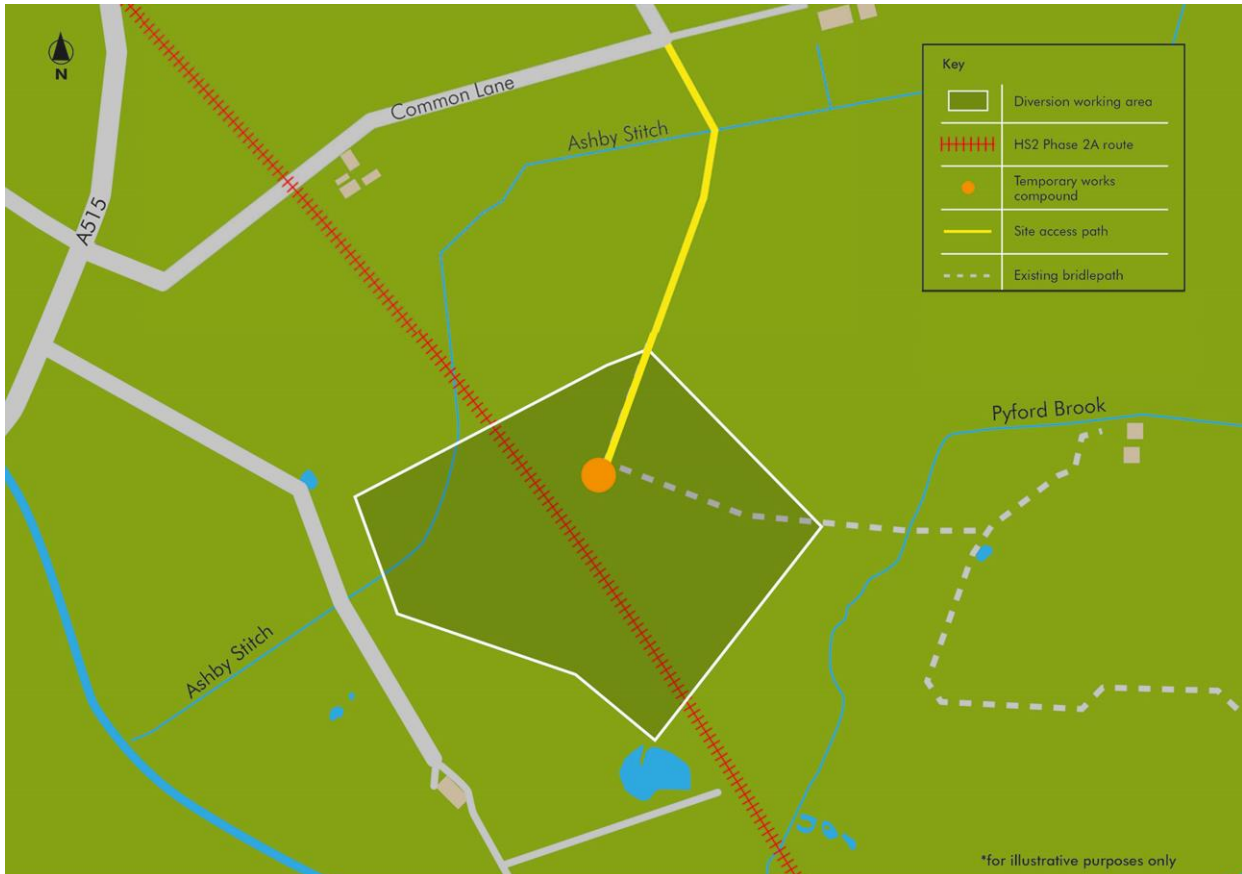 N
Common Lane
Ashby Stitch
A515
Key
Diversion working area
HS2 Phase 2A route
Temporary works
compound
Site access path
Existing bridlepath
Pyford Brook
Ashby Stitch
*for illustrative purposes only